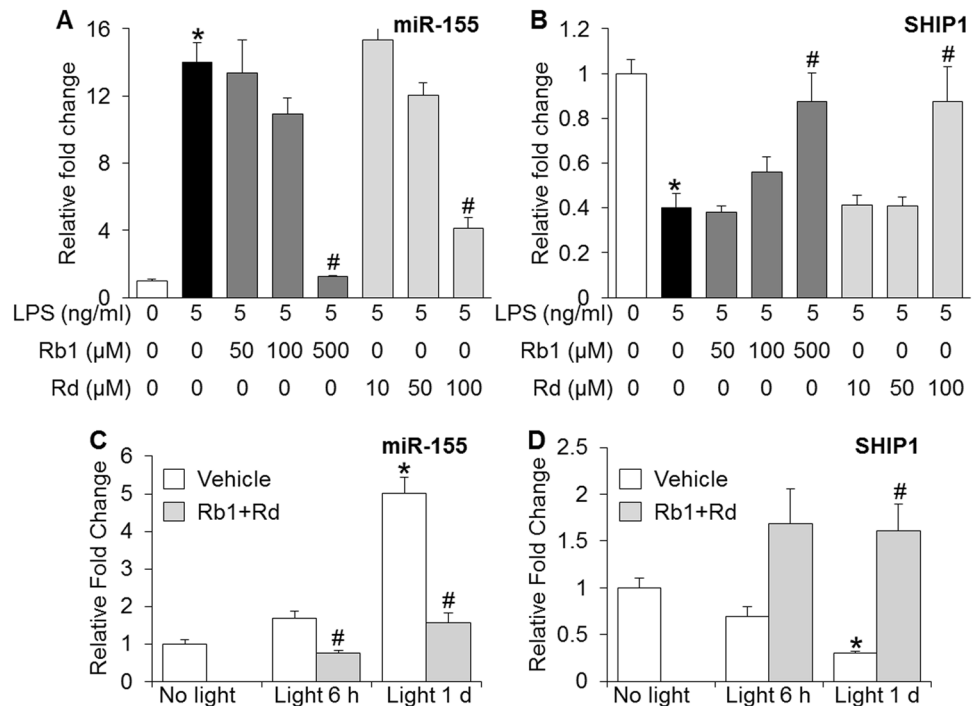 A
miR-155
Relative fold change
16
12
8
4
0
*
#
#
LPS (ng/ml) 0 5 5 5 5 5 5 5
Rb1 (µM) 0 0 50 100 500 0 0 0
Rd (µM) 0 0 0 0 0 10 50 100
B
SHIP1
Relative fold change
1.2
1
0.8
0.6
0.4
0.2
0
*
#
#
LPS (ng/ml) 0 5 5 5 5 5 5 5
Rb1 (µM) 0 0 50 100 500 0 0 0
Rd (µM) 0 0 0 0 0 10 50 100
C
miR-155
Relative Fold Change
6
5
4
3
2
1
0
Vehicle
Rb1+Rd
#
*
#
No light Light 6 h Light 1 d
D
SHIP1
Relative Fold Change
2.5
2
1.5
1
0.5
0
Vehicle
Rb1+Rd
*
#
No light Light 6 h Light 1 d